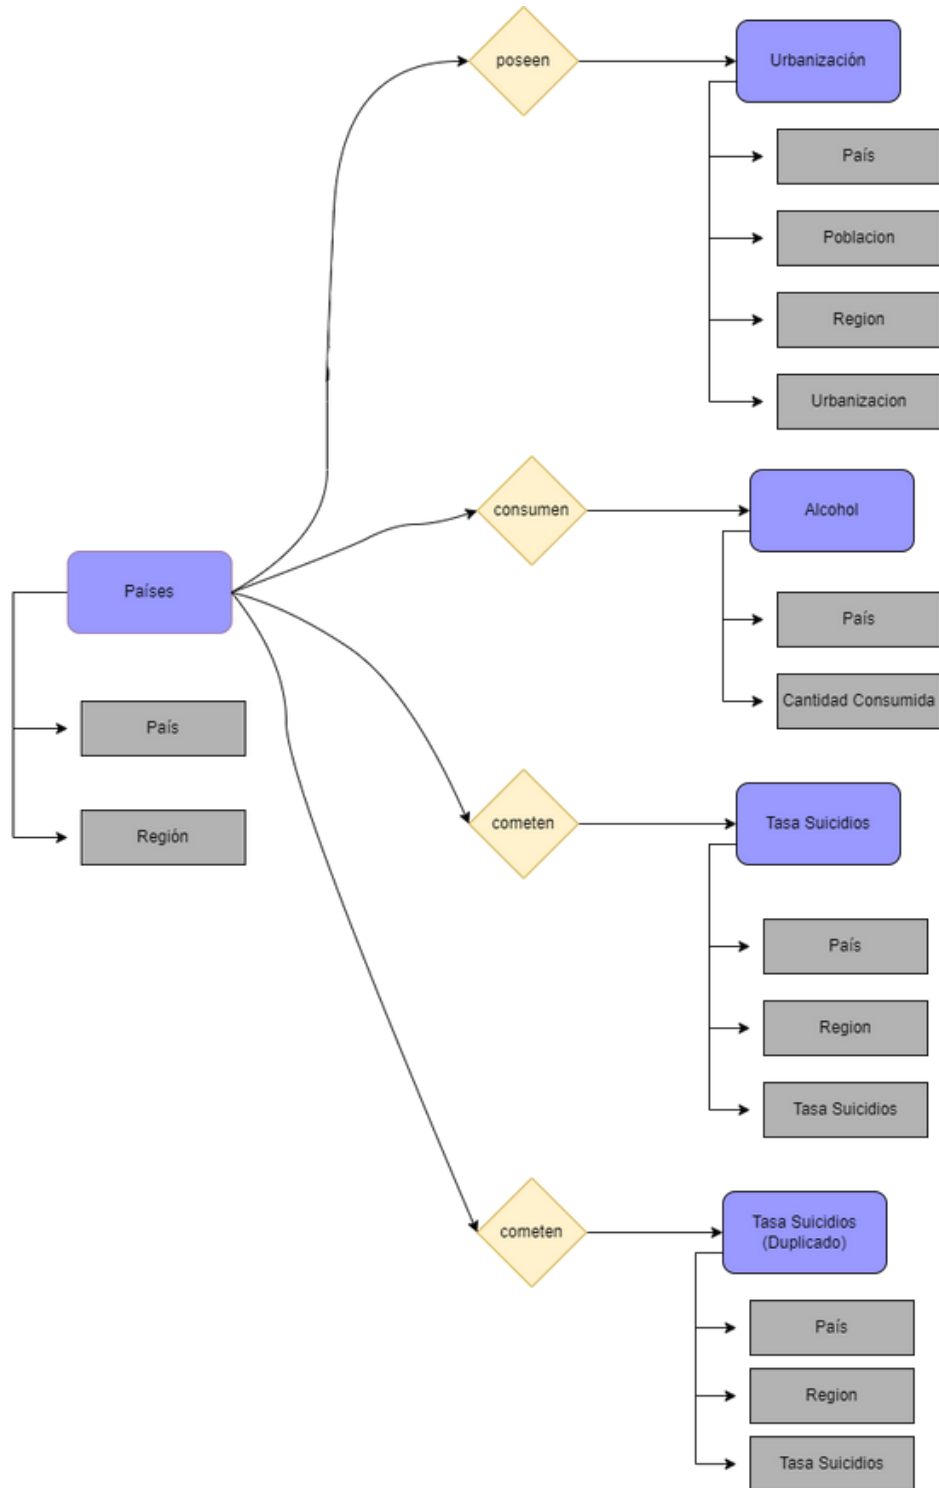 poseen
Urbanización
País
Poblacion
Region
Urbanizacion
consumen
Alcohol
País
Cantidad Consumida
Países
País
Región
cometen
Tasa Suicidios
País
Region
Tasa Suicidios
cometen
Tasa Suicidios
(Duplicado)
País
Region
Tasa Suicidios